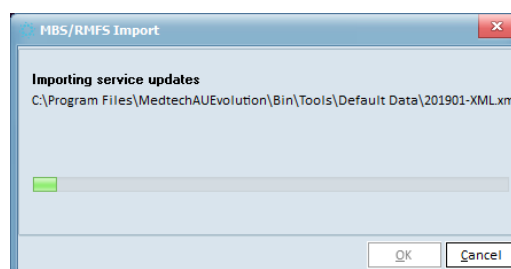 MBS/RMFS Import
Importing service updates
C:\Program Files\MedtechAUEvolution\Bin\Tools\Default Data\201901-XML.xm
OK
Cancel